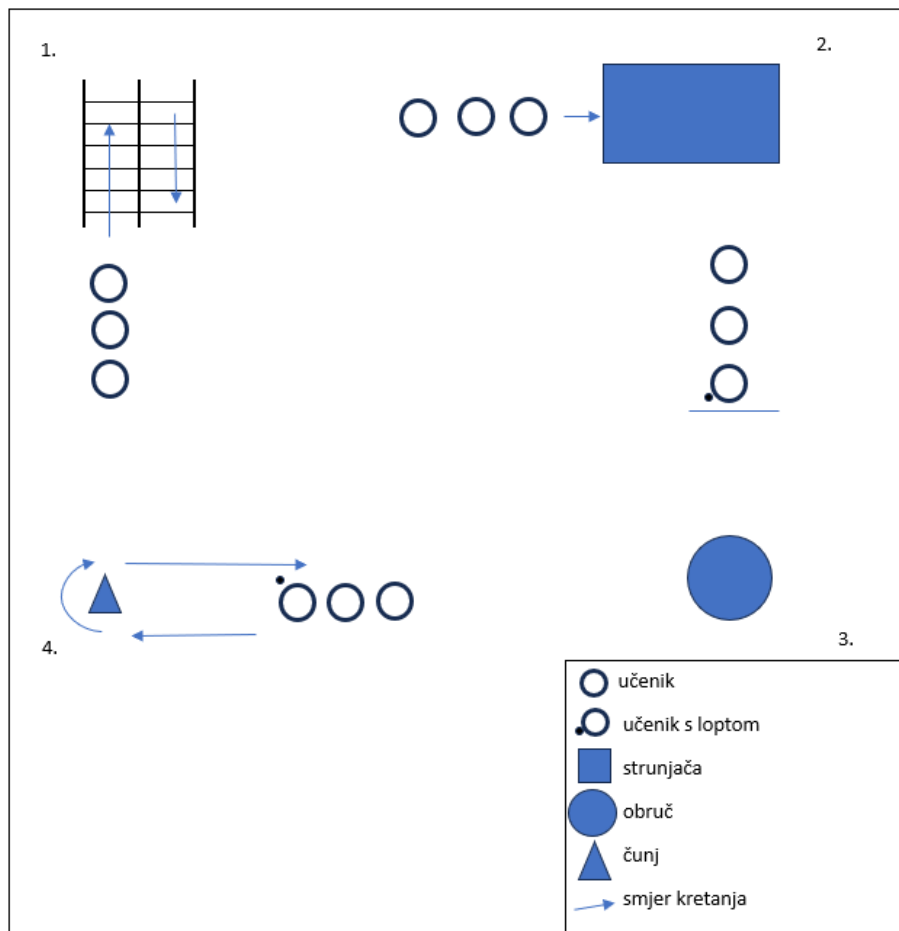 1.
2.
4.
3.
učenik
učenik s loptom
strunjača
obruč
čunj
smjer kretanja